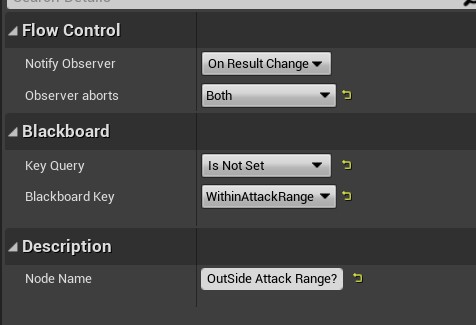 Search Details
Flow Control
Notify Observer On Result Change
Observer aborts Both
Blackboard
Key Query Is Not Set
Blackboard Key WithinAttackRange
Description
Node Name OutSide Attack Range?